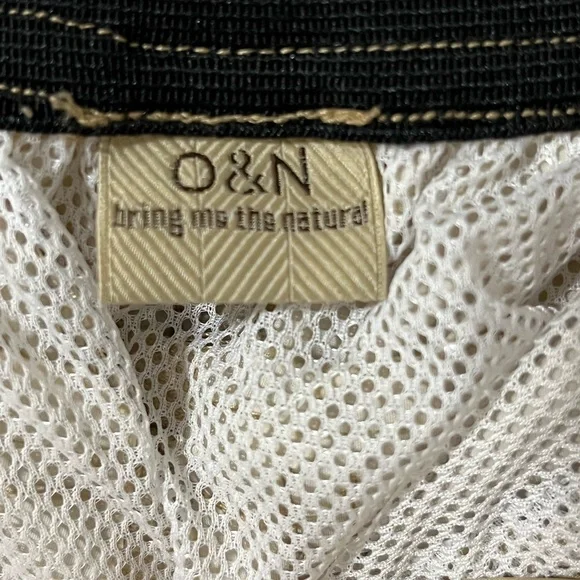 O&N
bring me the natural